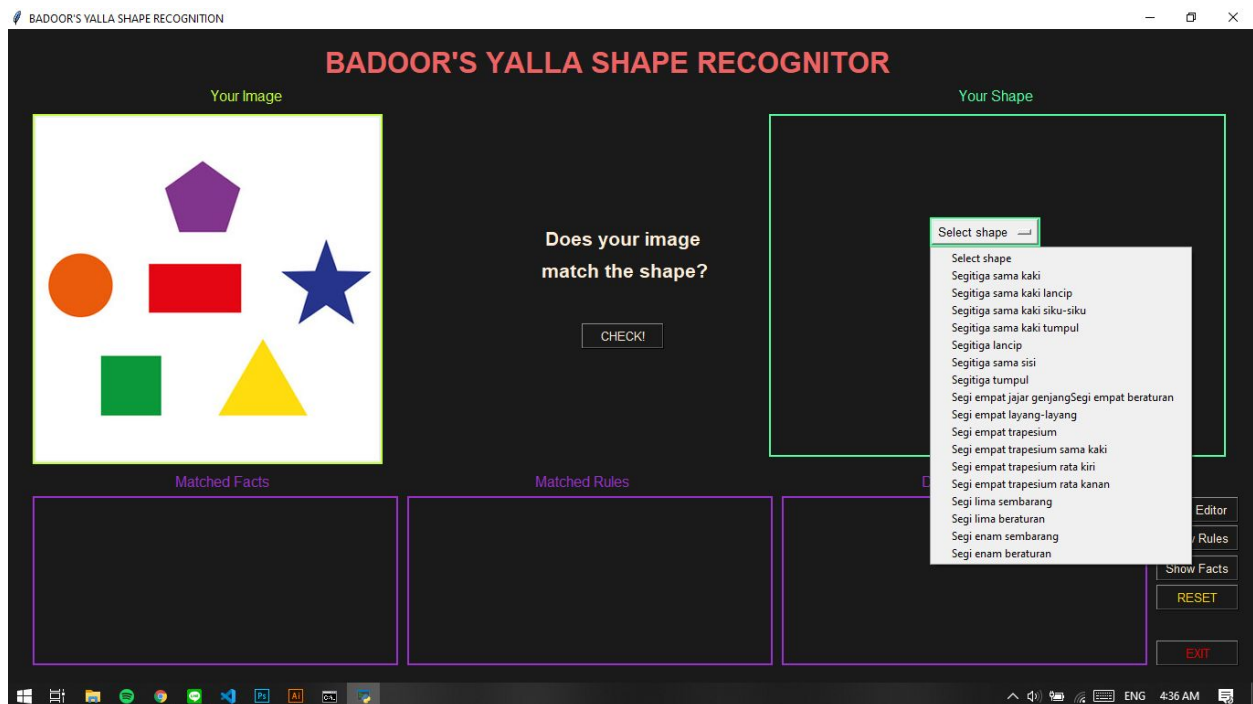 BADOOR'S YALLA SHAPE RECOGNITION
BADOOR'S YALLA SHAPE RECOGNITOR
Your Image
Your Shape
Does your image
match the shape?
CHECK!
Select shape
Select shape
Segitiga sama kaki
Segitiga sama kaki lancip
Segitiga sama kaki siku-siku
Segitiga sama kaki tumpul
Segitiga lancip
Segitiga sama sisi
Segitiga tumpul
Segi empat jajar genjangSegi empat beraturan
Segi empat layang-layang
Segi empat trapesium
Segi empat trapesium sama kaki
Segi empat trapesium rata kiri
Segi empat trapesium rata kanan
Segi lima sembarang
Segi lima beraturan
Segi enam sembarang
Segi enam beraturan
Matched Facts
Matched Rules
Editor
Rules
Show Facts
RESET
EXIT
Ps
Ai
ENG
4:36 AM